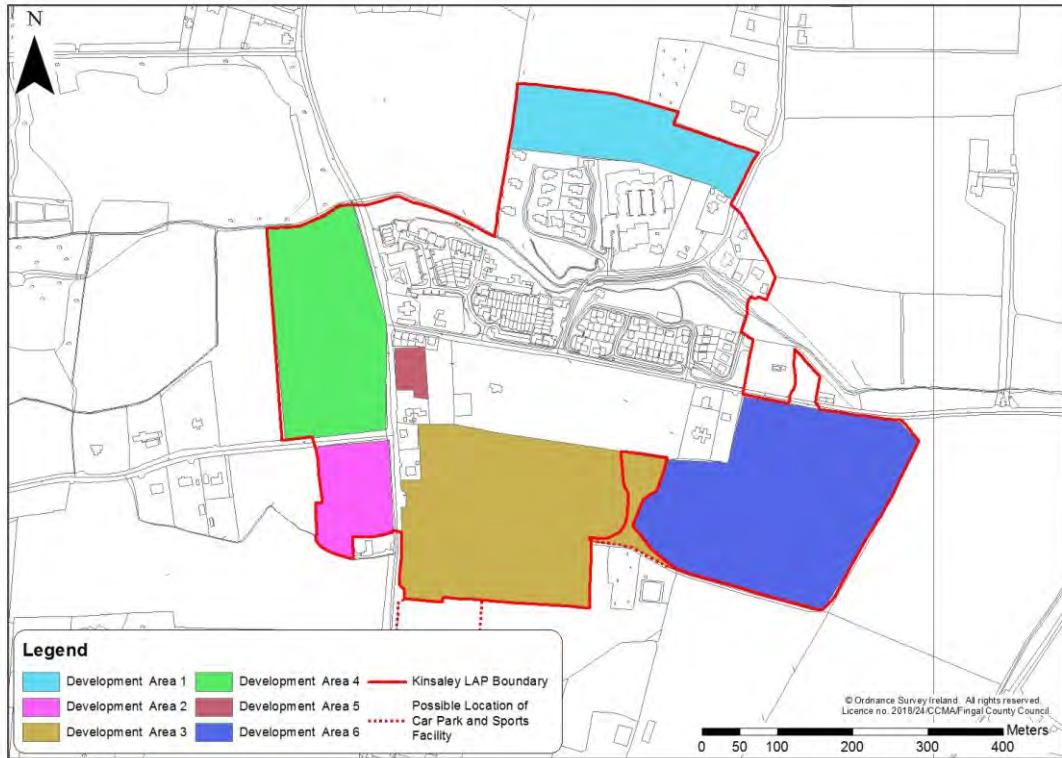 N
Legend
Development Area 1
Development Area 2
Development Area 3
Development Area 4
Development Area 5
Development Area 6
Kinsaley LAP Boundary
Possible Location of
Car Park and Sports
Facility
© Ordnance Survey Ireland. All rights reserved.
Licence no. 2018/24/CCMA/Fingal County Council.
Meters
0 50 100 200 300 400